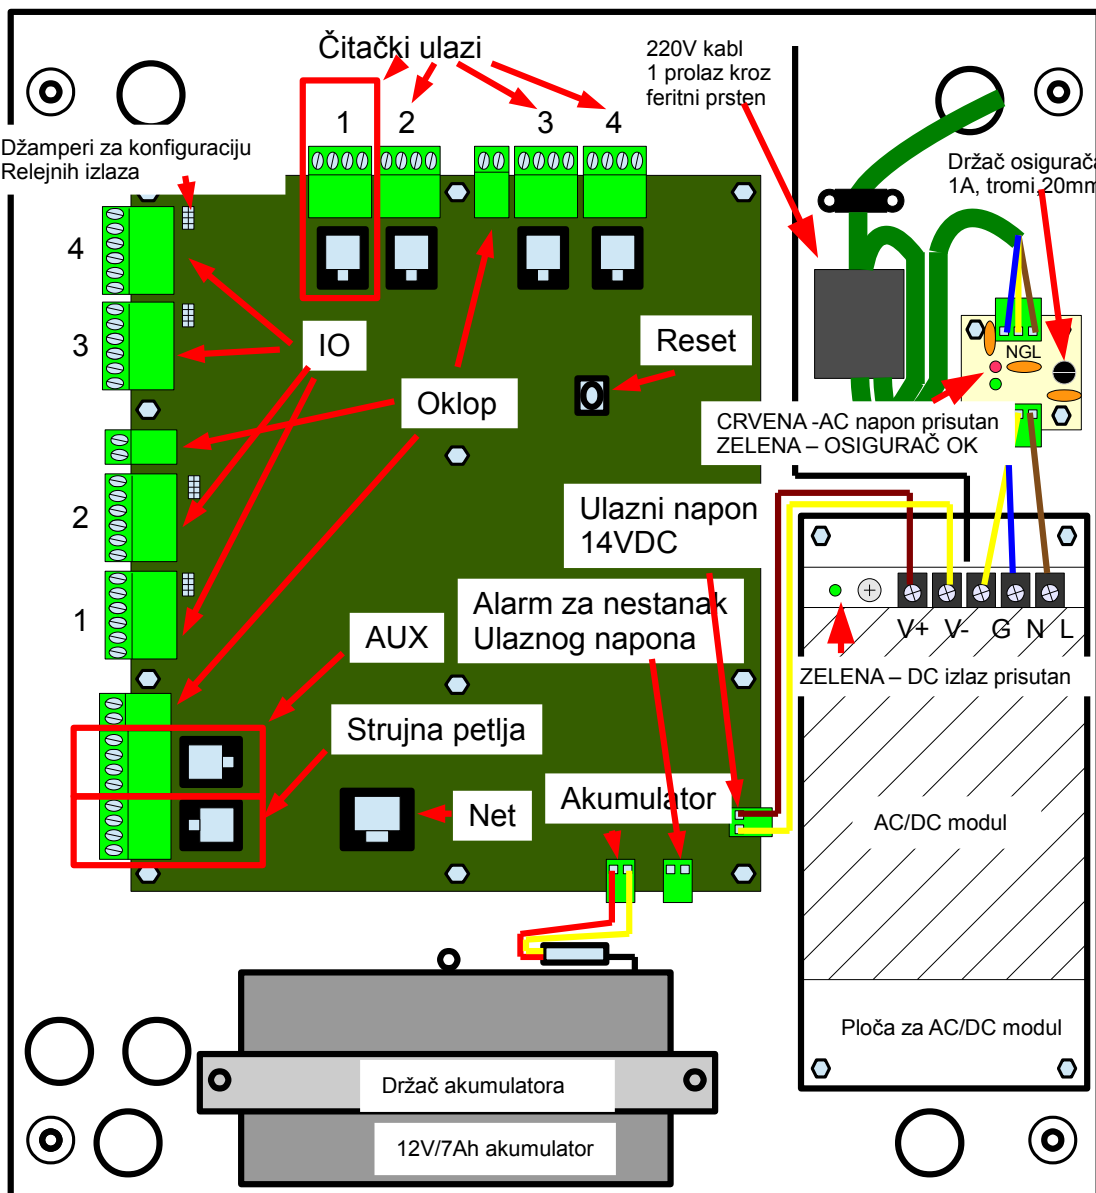 Čitački ulazi
220V kabl
1 prolaz kroz
feritni prsten
1
2
3
4
Džamperi za konfiguraciju
Relejnih izlaza
Držač osigurača
1A, tromi,20mm
4
3
IO
Reset
NGL
Oklop
CRVENA -AC napon prisutan
ZELENA – OSIGURAČ OK
2
Ulazni napon
14VDC
1
Alarm za nestanak
Ulaznog napona
AUX
V+ V- G N L
ZELENA – DC izlaz prisutan
Strujna petlja
Akumulator
Net
AC/DC modul
Ploča za AC/DC modul
Držač akumulatora
12V/7Ah akumulator